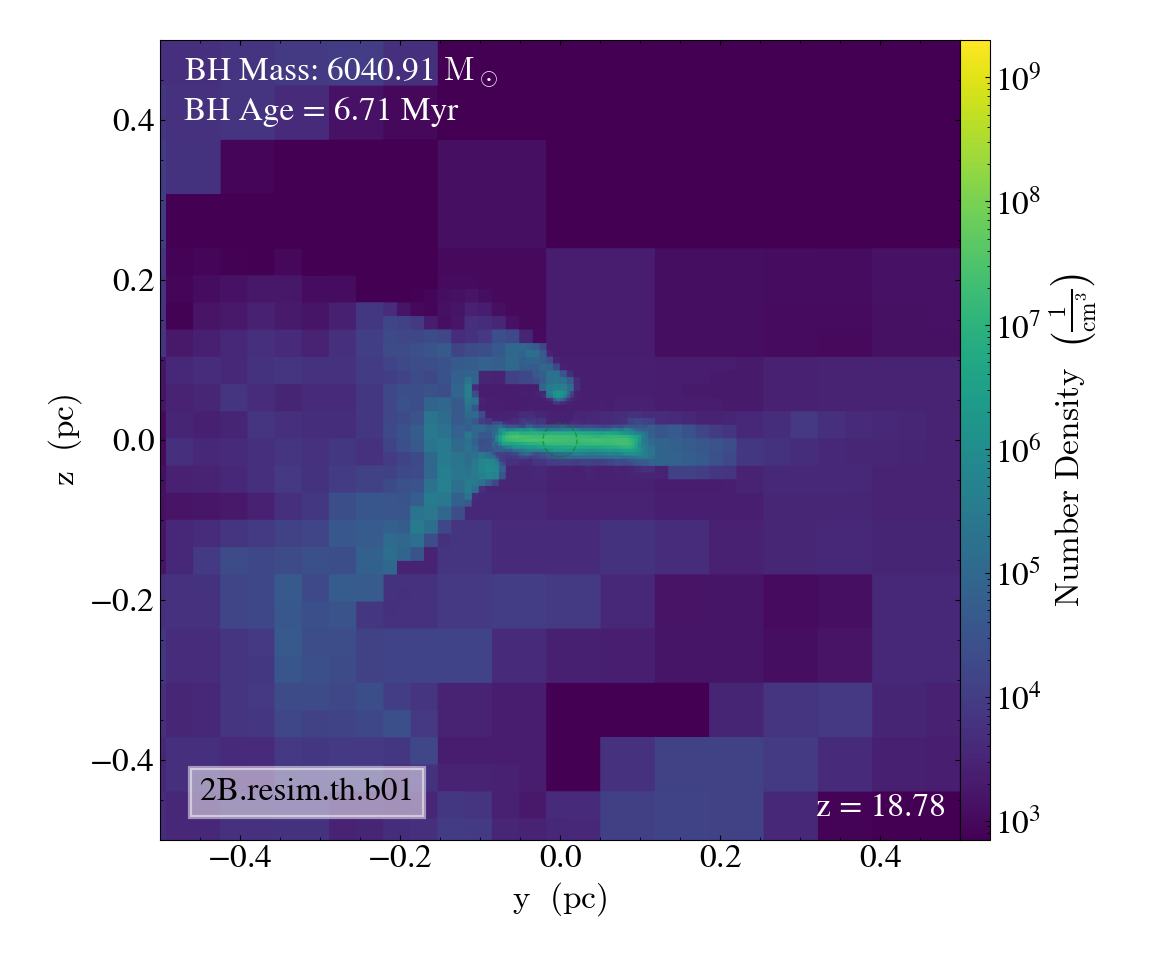 BH Mass: 6040.91 M⊙
BH Age = 6.71 Myr
0.4
0.2
0.0
−0.2
−0.4
z (pc)
2B.resim.th.b01
z = 18.78
−0.4 −0.2 0.0 0.2 0.4
y (pc)
10⁹
10⁸
10⁷
10⁶
10⁵
10⁴
10³
Number Density (1/cm³)